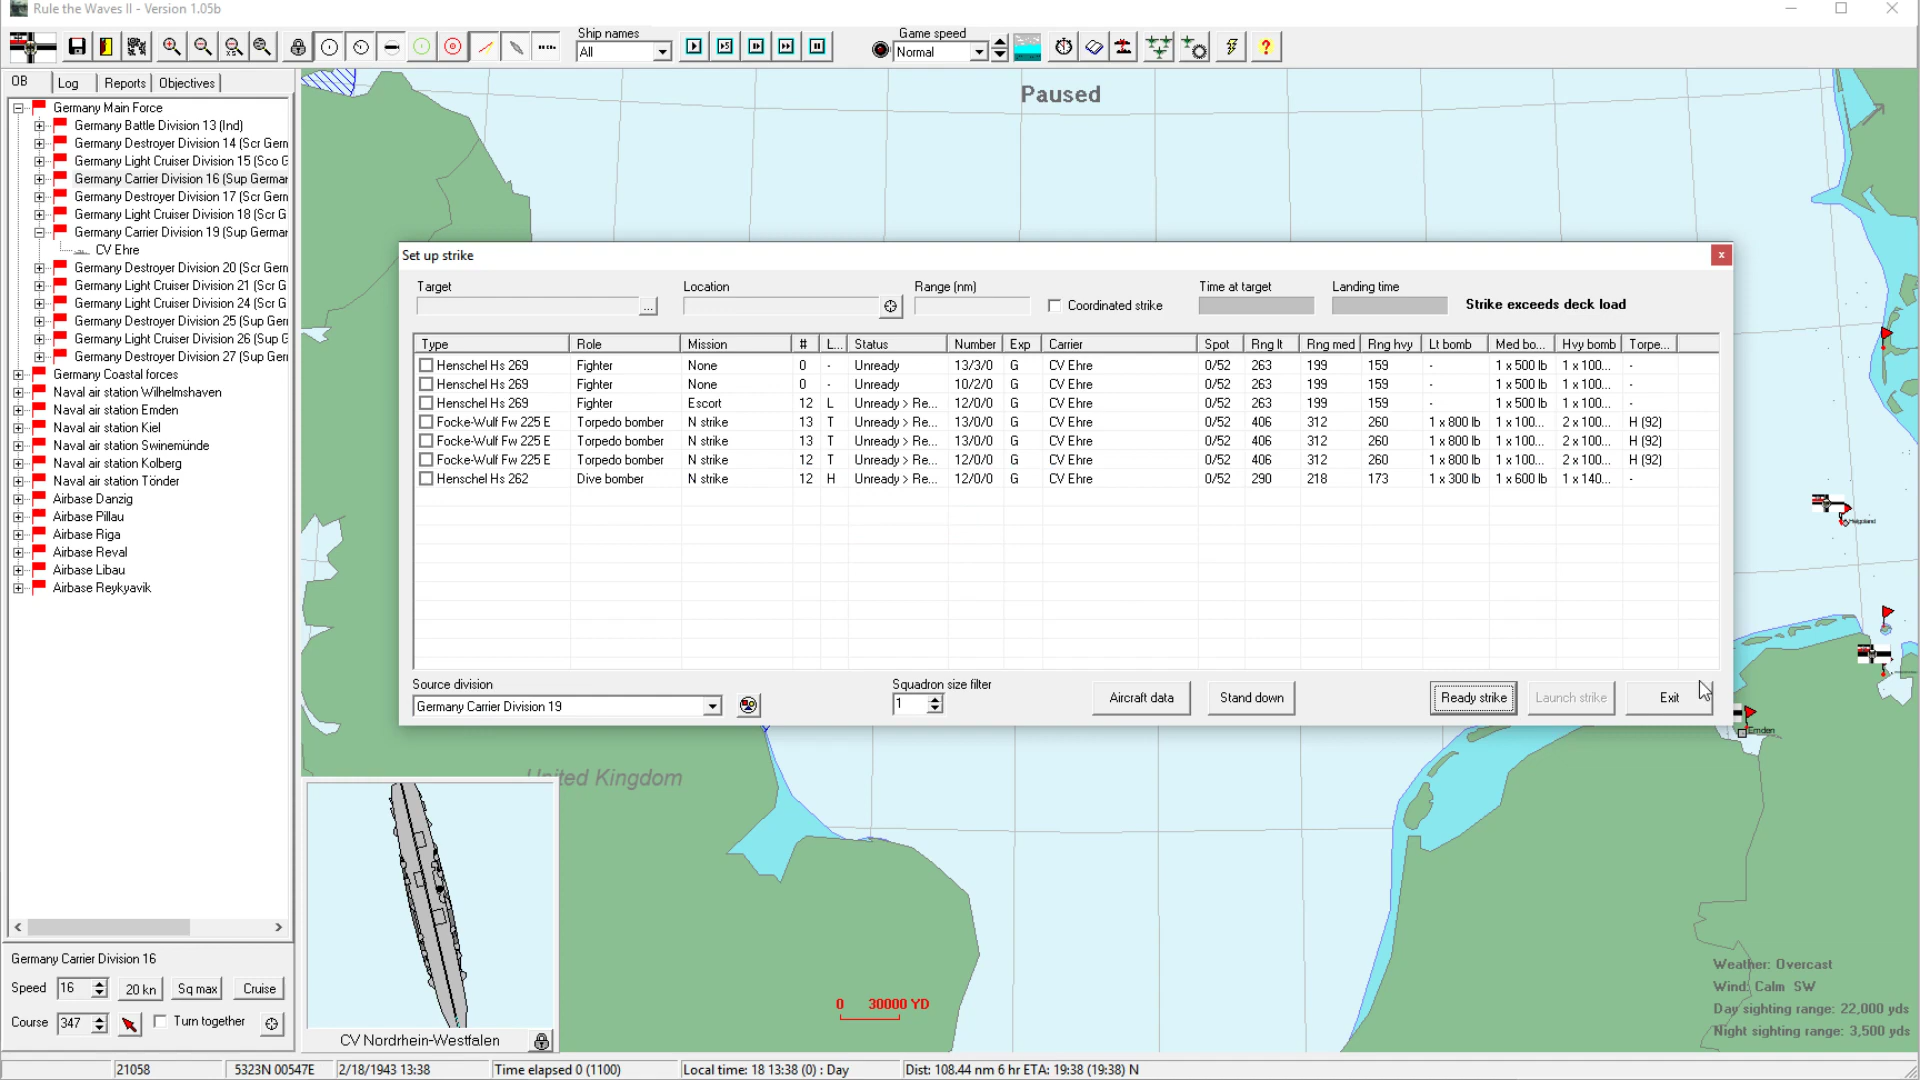 Rule the Waves II - Version 1.05b
Ship names
All
Game speed
Normal
OB
Log
Reports
Objectives
Germany Main Force
Germany Battle Division 13 (Ind)
Germany Destroyer Division 14 (Scr Gern
Germany Light Cruiser Division 15 (Sco G
Germany Carrier Division 16 (Sup Germar
Germany Destroyer Division 17 (Scr Gern
Germany Light Cruiser Division 18 (Scr G
Germany Carrier Division 19 (Sup Germar
CV Ehre
Germany Destroyer Division 20 (Scr Gern
Germany Light Cruiser Division 21 (Scr G
Germany Light Cruiser Division 24 (Scr G
Germany Destroyer Division 25 (Sup Ger
Germany Light Cruiser Division 26 (Sup G
Germany Destroyer Division 27 (Sup Ger
Germany Coastal forces
Naval air station Wilhelmshaven
Naval air station Emden
Naval air station Kiel
Naval air station Swinemünde
Naval air station Kolberg
Naval air station Tönder
Airbase Danzig
Airbase Pillau
Airbase Riga
Airbase Reval
Airbase Libau
Airbase Reykyavik
Paused
Set up strike
Target
Location
Range (nm)
Coordinated strike
Time at target
Landing time
Strike exceeds deck load
Type Role Mission # L... Status Number Exp Carrier Spot Rng lt Rng med Rng hvy Lt bomb Med bo... Hvy bomb Torpe...
Henschel Hs 269 Fighter None 0 - Unready 13/3/0 G CV Ehre 0/52 263 199 159 - 1 x 500 lb 1 x 100... -
Henschel Hs 269 Fighter None 0 - Unready 10/2/0 G CV Ehre 0/52 263 199 159 - 1 x 500 lb 1 x 100... -
Henschel Hs 269 Fighter Escort 12 L Unready > Re... 12/0/0 G CV Ehre 0/52 263 199 159 - 1 x 500 lb 1 x 100... -
Focke-Wulf Fw 225 E Torpedo bomber N strike 13 T Unready > Re... 13/0/0 G CV Ehre 0/52 406 312 260 1 x 800 lb 1 x 100... 2 x 100... H (92)
Focke-Wulf Fw 225 E Torpedo bomber N strike 13 T Unready > Re... 13/0/0 G CV Ehre 0/52 406 312 260 1 x 800 lb 1 x 100... 2 x 100... H (92)
Focke-Wulf Fw 225 E Torpedo bomber N strike 12 T Unready > Re... 12/0/0 G CV Ehre 0/52 406 312 260 1 x 800 lb 1 x 100... 2 x 100... H (92)
Henschel Hs 262 Dive bomber N strike 12 H Unready > Re... 12/0/0 G CV Ehre 0/52 290 218 173 1 x 300 lb 1 x 600 lb 1 x 140... -
Source division
Germany Carrier Division 19
Squadron size filter
1
Aircraft data
Stand down
Ready strike
Launch strike
Exit
Helgoland
Emden
United Kingdom
0 30000 YD
Weather: Overcast
Wind: Calm SW
Day sighting range: 22,000 yds
Night sighting range: 3,500 yds
CV Nordrhein-Westfalen
Germany Carrier Division 16
Speed 16 20 kn Sq max Cruise
Course 347 Turn together
21058 5323N 00547E 2/18/1943 13:38 Time elapsed 0 (1100) Local time: 18 13:38 (0) : Day Dist: 108.44 nm 6 hr ETA: 19:38 (19:38) N